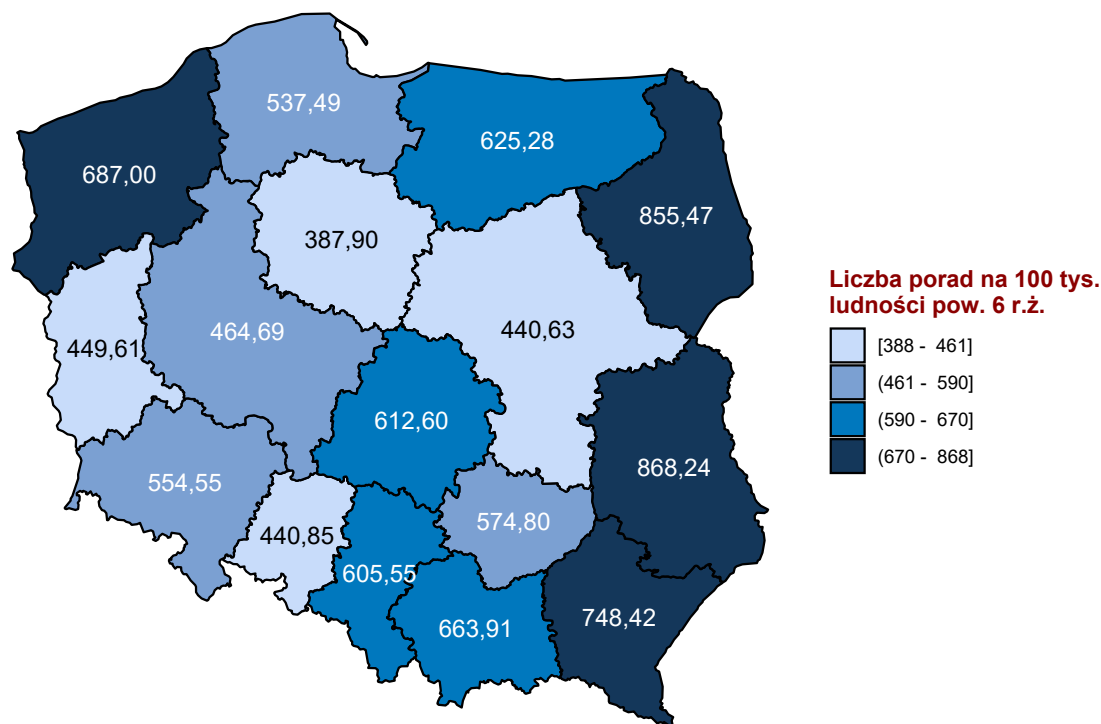 537,49
625,28
687,00
855,47
387,90
464,69
440,63
449,61
612,60
868,24
554,55
574,80
440,85
605,55
748,42
663,91
Liczba porad na 100 tys.
ludności pow. 6 r.ż.
[388 - 461]
(461 - 590]
(590 - 670]
(670 - 868]